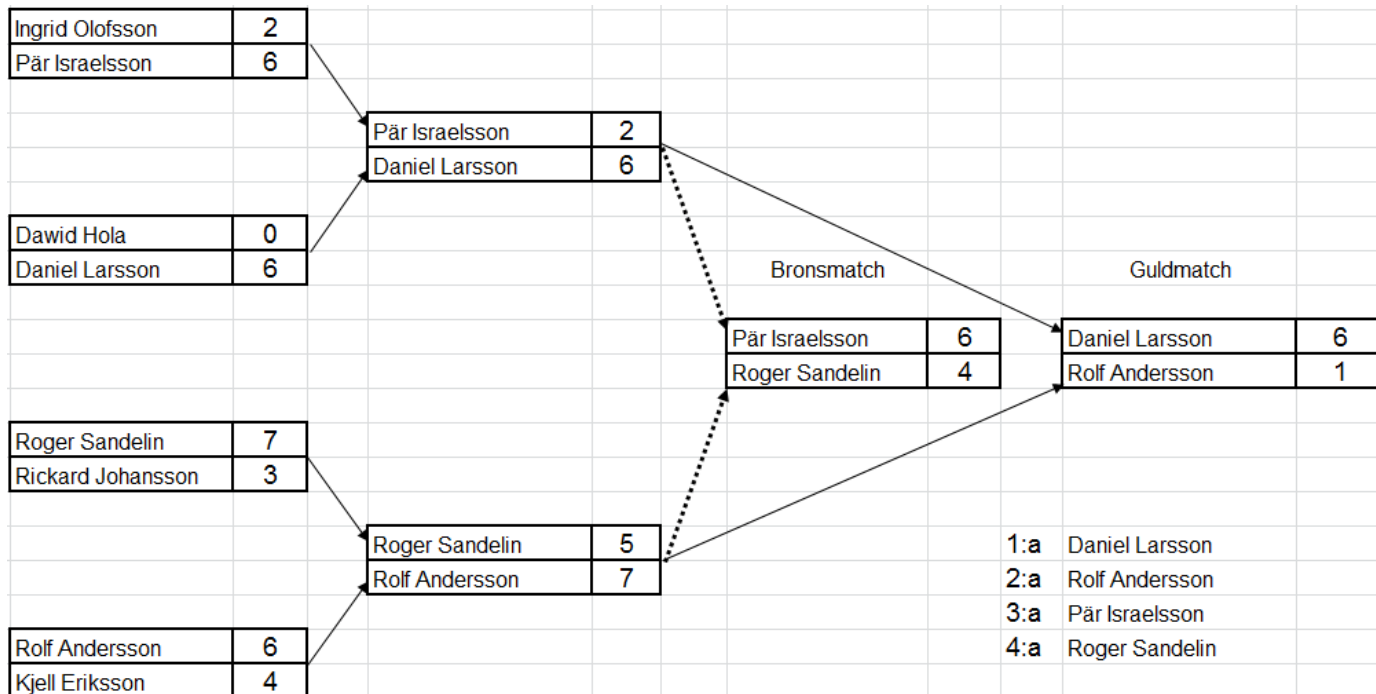 Ingrid Olofsson 2
Pär Israelsson 6
Pär Israelsson 2
Daniel Larsson 6
Dawid Hola 0
Daniel Larsson 6
Bronsmatch Guldmatch
Pär Israelsson 6 Daniel Larsson 6
Roger Sandelin 4 Rolf Andersson 1
Roger Sandelin 7
Rickard Johansson 3
Roger Sandelin 5 1:a Daniel Larsson
Rolf Andersson 7 2:a Rolf Andersson
3:a Pär Israelsson
Rolf Andersson 6 4:a Roger Sandelin
Kjell Eriksson 4